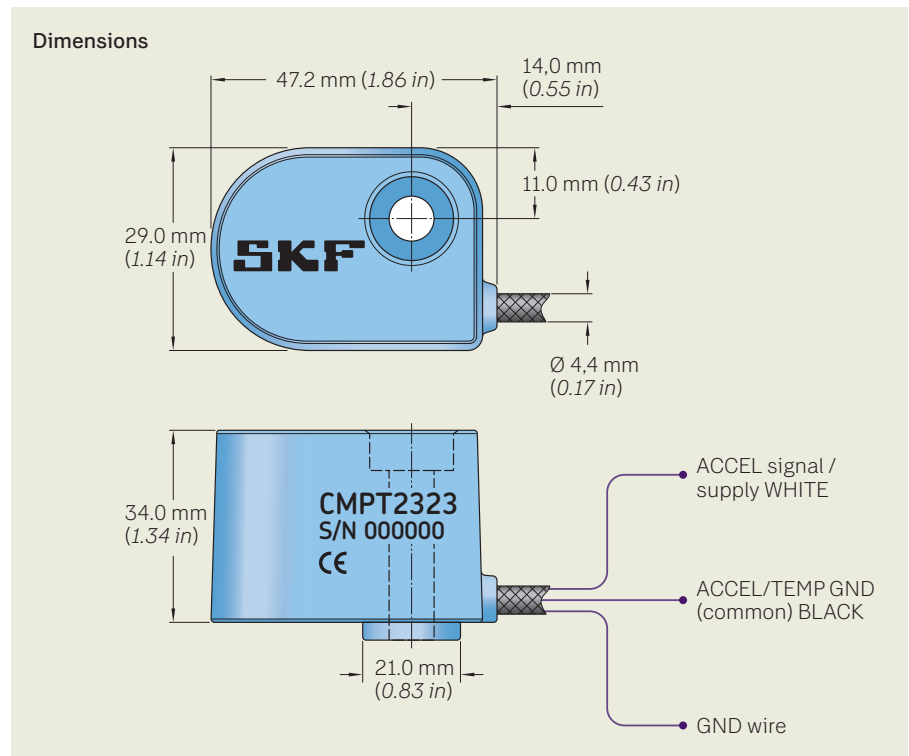 Dimensions
47.2 mm (1.86 in)
14,0 mm
(0.55 in)
11.0 mm (0.43 in)
29.0 mm
(1.14 in)
SKF
Ø 4,4 mm
(0.17 in)
34.0 mm
(1.34 in)
CMPT2323
S/N 000000
CE
ACCEL signal /
supply WHITE
ACCEL/TEMP GND
(common) BLACK
21.0 mm
(0.83 in)
GND wire